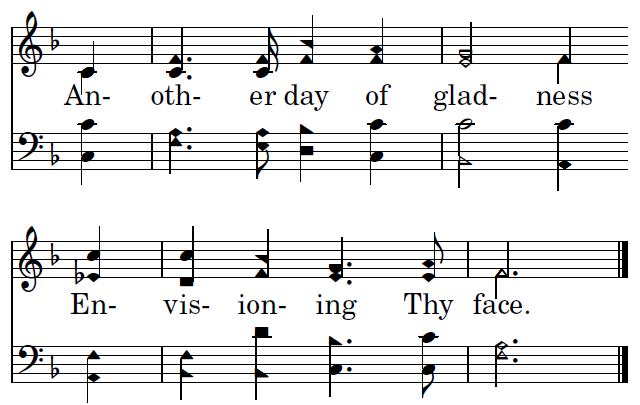 An- oth- er day of glad- ness
En- vis- ion- ing Thy face.